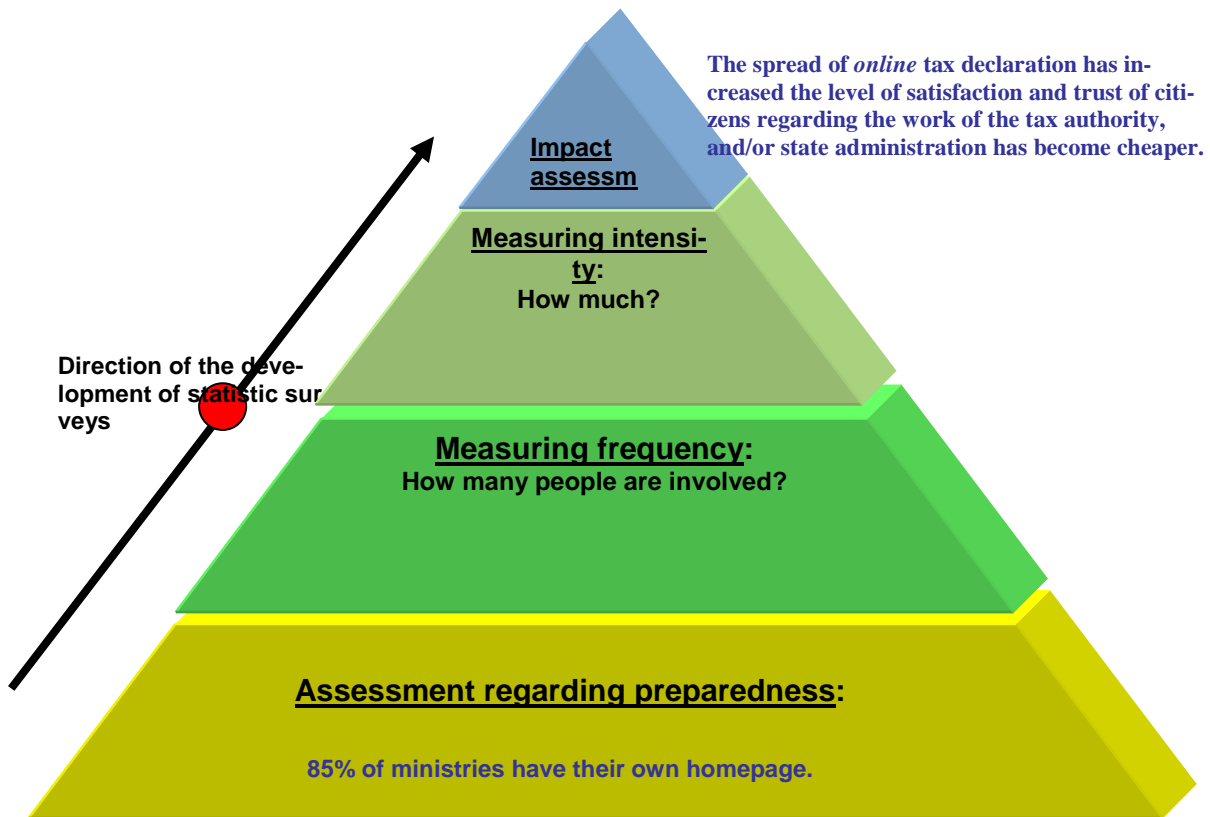 The spread of online tax declaration has in-
creased the level of satisfaction and trust of citi-
zens regarding the work of the tax authority,
and/or state administration has become cheaper.
Impact
assessm
Measuring intensi-
ty:
How much?
Direction of the deve-
lopment of statistic sur
veys
Measuring frequency:
How many people are involved?
Assessment regarding preparedness:
85% of ministries have their own homepage.